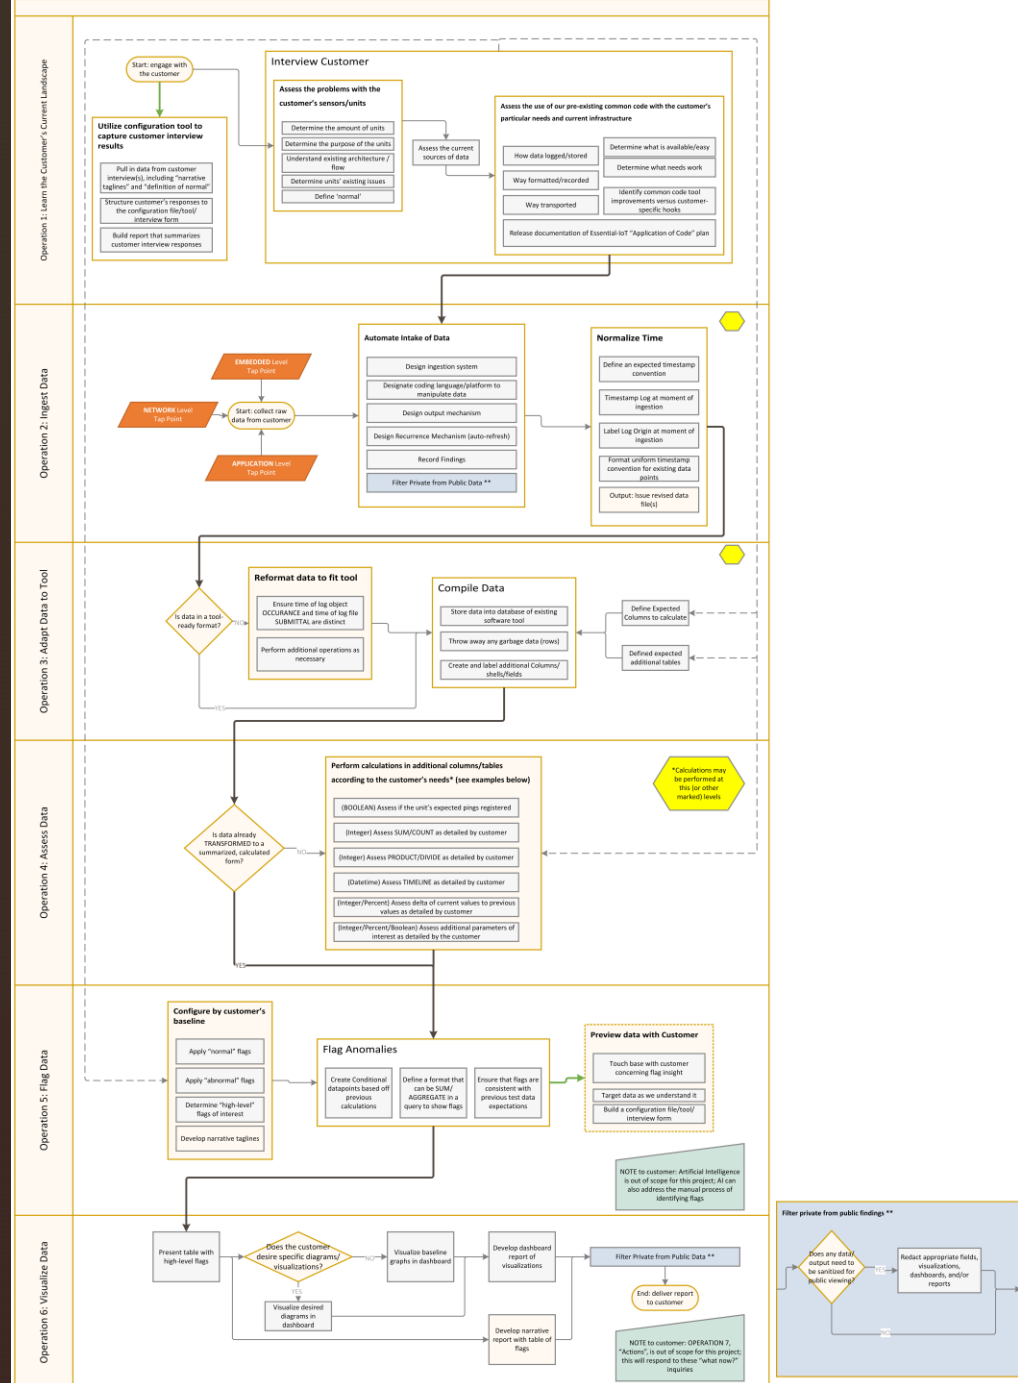 Operation 1: Learn the Customer's Current Landscape
Start: engage with
the customer
Utilize configuration tool to
capture customer interview
results
Pull in data from customer
interview(s), including "narrative
taglines" and "definition of normal"
Structure customer's responses to
the configuration file/tool/
interview form
Build report that summarizes
customer interview responses
Interview Customer
Assess the problems with the
customer's sensors/units
Determine the amount of units
Determine the purpose of the units
Understand existing architecture /
flow
Determine units' existing issues
Define 'normal'
Assess the current
sources of data
Assess the use of our pre-existing common code with the customer's
particular needs and current infrastructure
How data logged/stored
Way formatted/recorded
Way transported
Determine what is available/easy
Determine what needs work
Identify common code tool
improvements versus customer-
specific hooks
Release documentation of Essential-IoT "Application of Code" plan
Operation 2: Ingest Data
EMBEDDED Level
Tap Point
NETWORK Level
Tap Point
Start: collect raw
data from customer
APPLICATION Level
Tap Point
Automate Intake of Data
Design ingestion system
Designate coding language/platform to
manipulate data
Design output mechanism
Design Recurrence Mechanism (auto-refresh)
Record Findings
Filter Private from Public Data **
Normalize Time
Define an expected timestamp
convention
Timestamp Log at moment of
ingestion
Label Log Origin at moment of
ingestion
Format uniform timestamp
convention for existing data
points
Output: Issue revised data
file(s)
Operation 3: Adapt Data to Tool
Is data in a tool-
ready format?
NO
YES
Reformat data to fit tool
Ensure time of log object
OCCURANCE and time of log file
SUBMITTAL are distinct
Perform additional operations as
necessary
Compile Data
Store data into database of existing
software tool
Throw away any garbage data (rows)
Create and label additional Columns/
shells/fields
Define Expected
Columns to calculate
Defined expected
additional tables
Operation 4: Assess Data
Is data already
TRANSFORMED to a
summarized, calculated
form?
NO
YES
Perform calculations in additional columns/tables
according to the customer's needs* (see examples below)
(BOOLEAN) Assess if the unit's expected pings registered
(Integer) Assess SUM/COUNT as detailed by customer
(Integer) Assess PRODUCT/DIVIDE as detailed by customer
(Datetime) Assess TIMELINE as detailed by customer
(Integer/Percent) Assess delta of current values to previous
values as detailed by customer
(Integer/Percent/Boolean) Assess additional parameters of
interest as detailed by the customer
*Calculations may
be performed at
this (or other
marked) levels
Operation 5: Flag Data
Configure by customer's
baseline
Apply "normal" flags
Apply "abnormal" flags
Determine "high-level"
flags of interest
Develop narrative taglines
Flag Anomalies
Create Conditional
datapoints based off
previous
calculations
Define a format that
can be SUM/
AGGREGATE in a
query to show flags
Ensure that flags are
consistent with
previous test data
expectations
Preview data with Customer
Touch base with customer
concerning flag insight
Target data as we understand it
Build a configuration file/tool/
interview form
NOTE to customer: Artificial Intelligence
is out of scope for this project; AI can
also address the manual process of
identifying flags
Operation 6: Visualize Data
Present table with
high-level flags
Does the customer
desire specific diagrams/
visualizations?
NO
YES
Visualize baseline
graphs in dashboard
Visualize desired
diagrams in
dashboard
Develop dashboard
report of
visualizations
Develop narrative
report with table of
flags
Filter Private from Public Data **
End: deliver report
to customer
NOTE to customer: OPERATION 7,
"Actions", is out of scope for this project;
this will respond to these "what now?"
inquiries
Filter private from public findings **
Does any data/
output need to
be sanitized for
public viewing?
YES
NO
Redact appropriate fields,
visualizations,
dashboards, and/or
reports